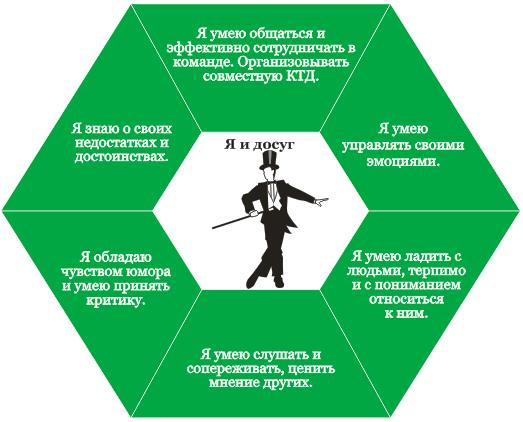 Я умею общаться и
эффективно сотрудничать в
команде. Организовывать
совместную КТД.
Я знаю о своих
недостатках и
достоинствах.
Я и досуг
Я умею
управлять своими
эмоциями.
Я обладаю
чувством юмора
и умею принять
критику.
Я умею ладить с
людьми, терпимо
и с пониманием
относиться
к ним.
Я умею слушать и
сопереживать, ценить
мнение других.